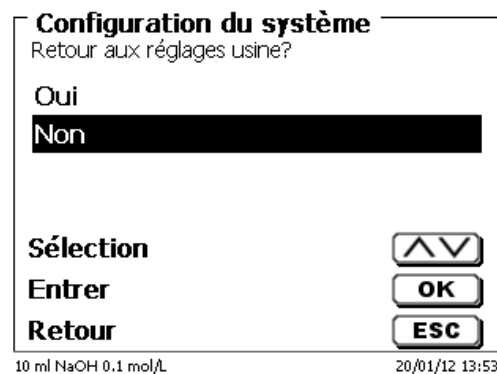 Configuration du système
Retour aux réglages usine?
Oui
Non
Sélection
Entrer OK
Retour ESC
10 ml NaOH 0.1 mol/L 20/01/12 13:53